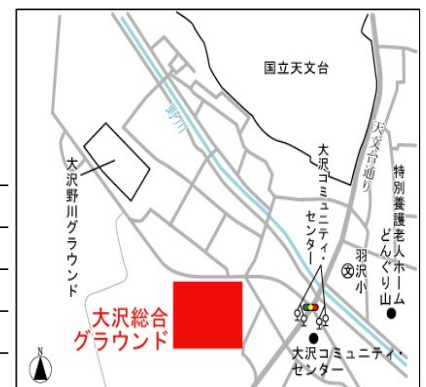 国立天文台
野川
天文台通り
大沢コミュニティ・
センター
特別養護老人ホーム
どんぐり山
羽沢小
文
大沢野川グラウンド
大沢総合
グラウンド
大沢コミュニティ・
センター
N